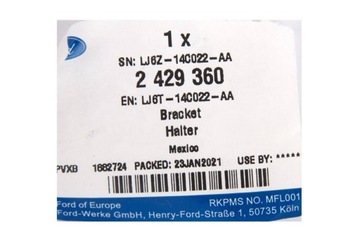 1 x
SN: LJ6Z-14C022-AA
2 429 360
EN: LJ6T-14C022-AA
Bracket
Halter
Mexico
PVXB 1662724 PACKED: 23JAN2021 USE BY: *****
RKPMS NO. MFL001
Ford of Europe
Ford-Werke GmbH, Henry-Ford-Straße 1, 50735 Köln